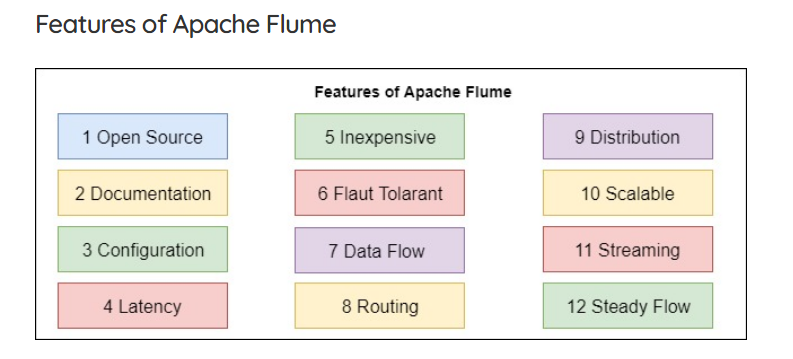 Features of Apache Flume
Features of Apache Flume
1 Open Source
2 Documentation
3 Configuration
4 Latency
5 Inexpensive
6 Flaut Tolarant
7 Data Flow
8 Routing
9 Distribution
10 Scalable
11 Streaming
12 Steady Flow